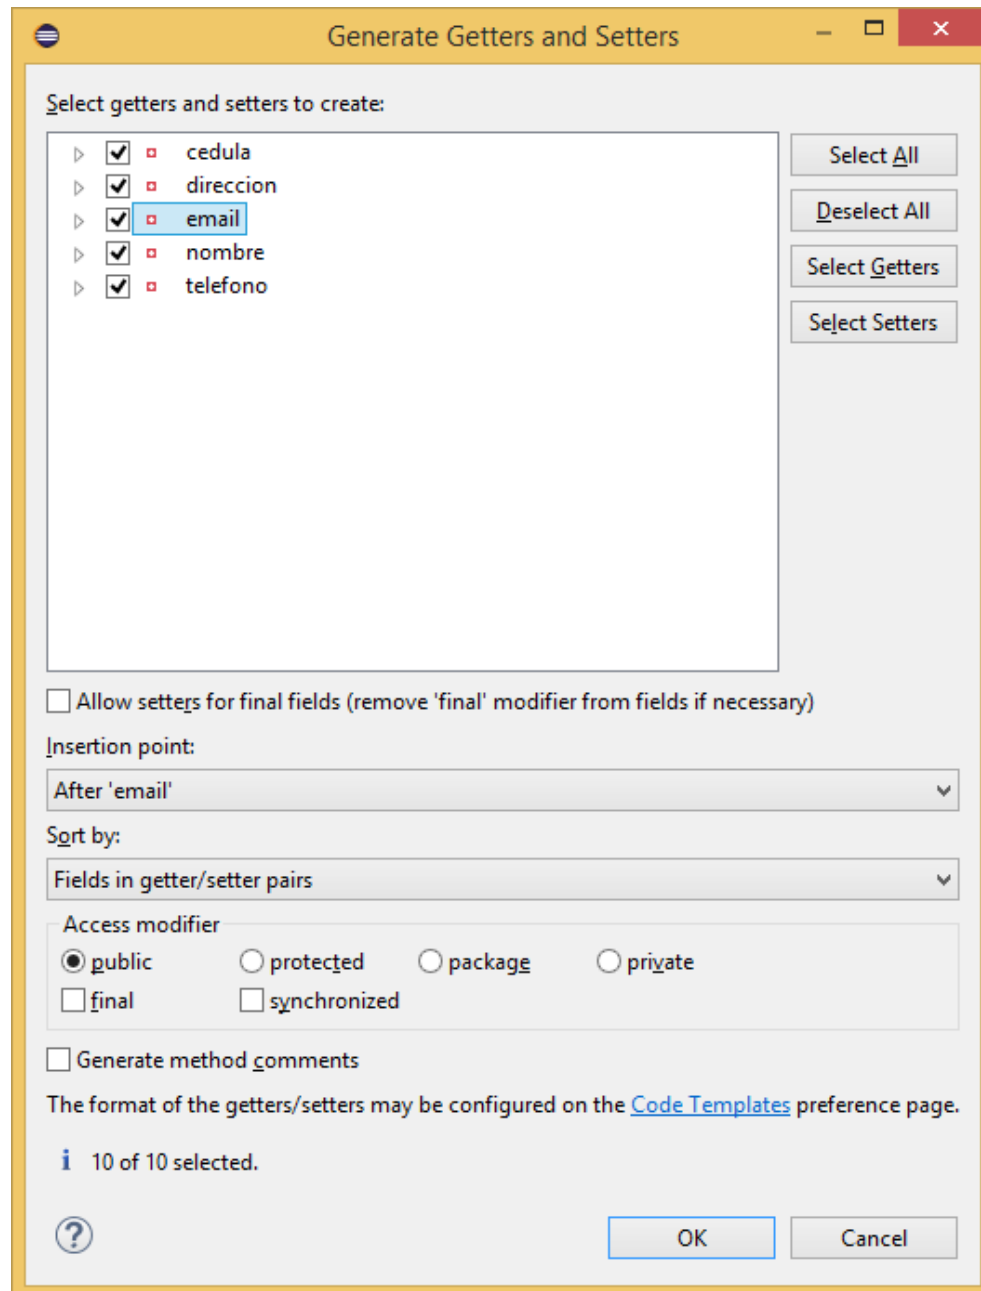 Generate Getters and Setters
Select getters and setters to create:
cedula
direccion
email
nombre
telefono
Select All
Deselect All
Select Getters
Select Setters
Allow setters for final fields (remove 'final' modifier from fields if necessary)
Insertion point:
After 'email'
Sort by:
Fields in getter/setter pairs
Access modifier
public protected package private
final synchronized
Generate method comments
The format of the getters/setters may be configured on the Code Templates preference page.
i 10 of 10 selected.
? OK Cancel